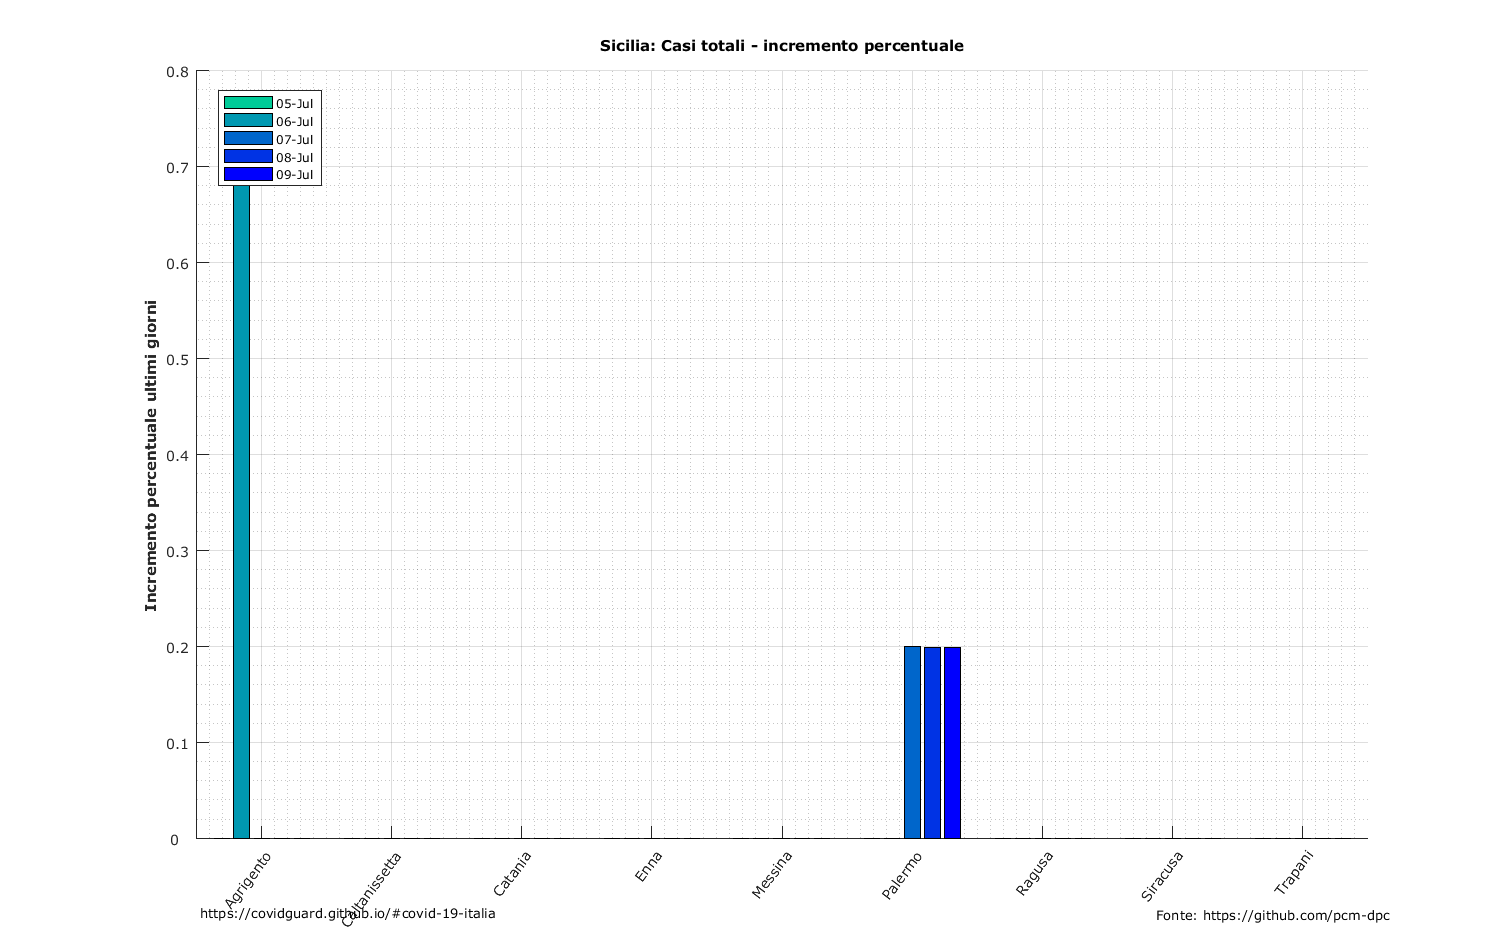 Sicilia: Casi totali - incremento percentuale
0.8
0.7
0.6
0.5
0.4
0.3
0.2
0.1
0
Incremento percentuale ultimi giorni
05-Jul
06-Jul
07-Jul
08-Jul
09-Jul
Agrigento
Caltanissetta
Catania
Enna
Messina
Palermo
Ragusa
Siracusa
Trapani
https://covidguard.github.io/#covid-19-italia
Fonte: https://github.com/pcm-dpc